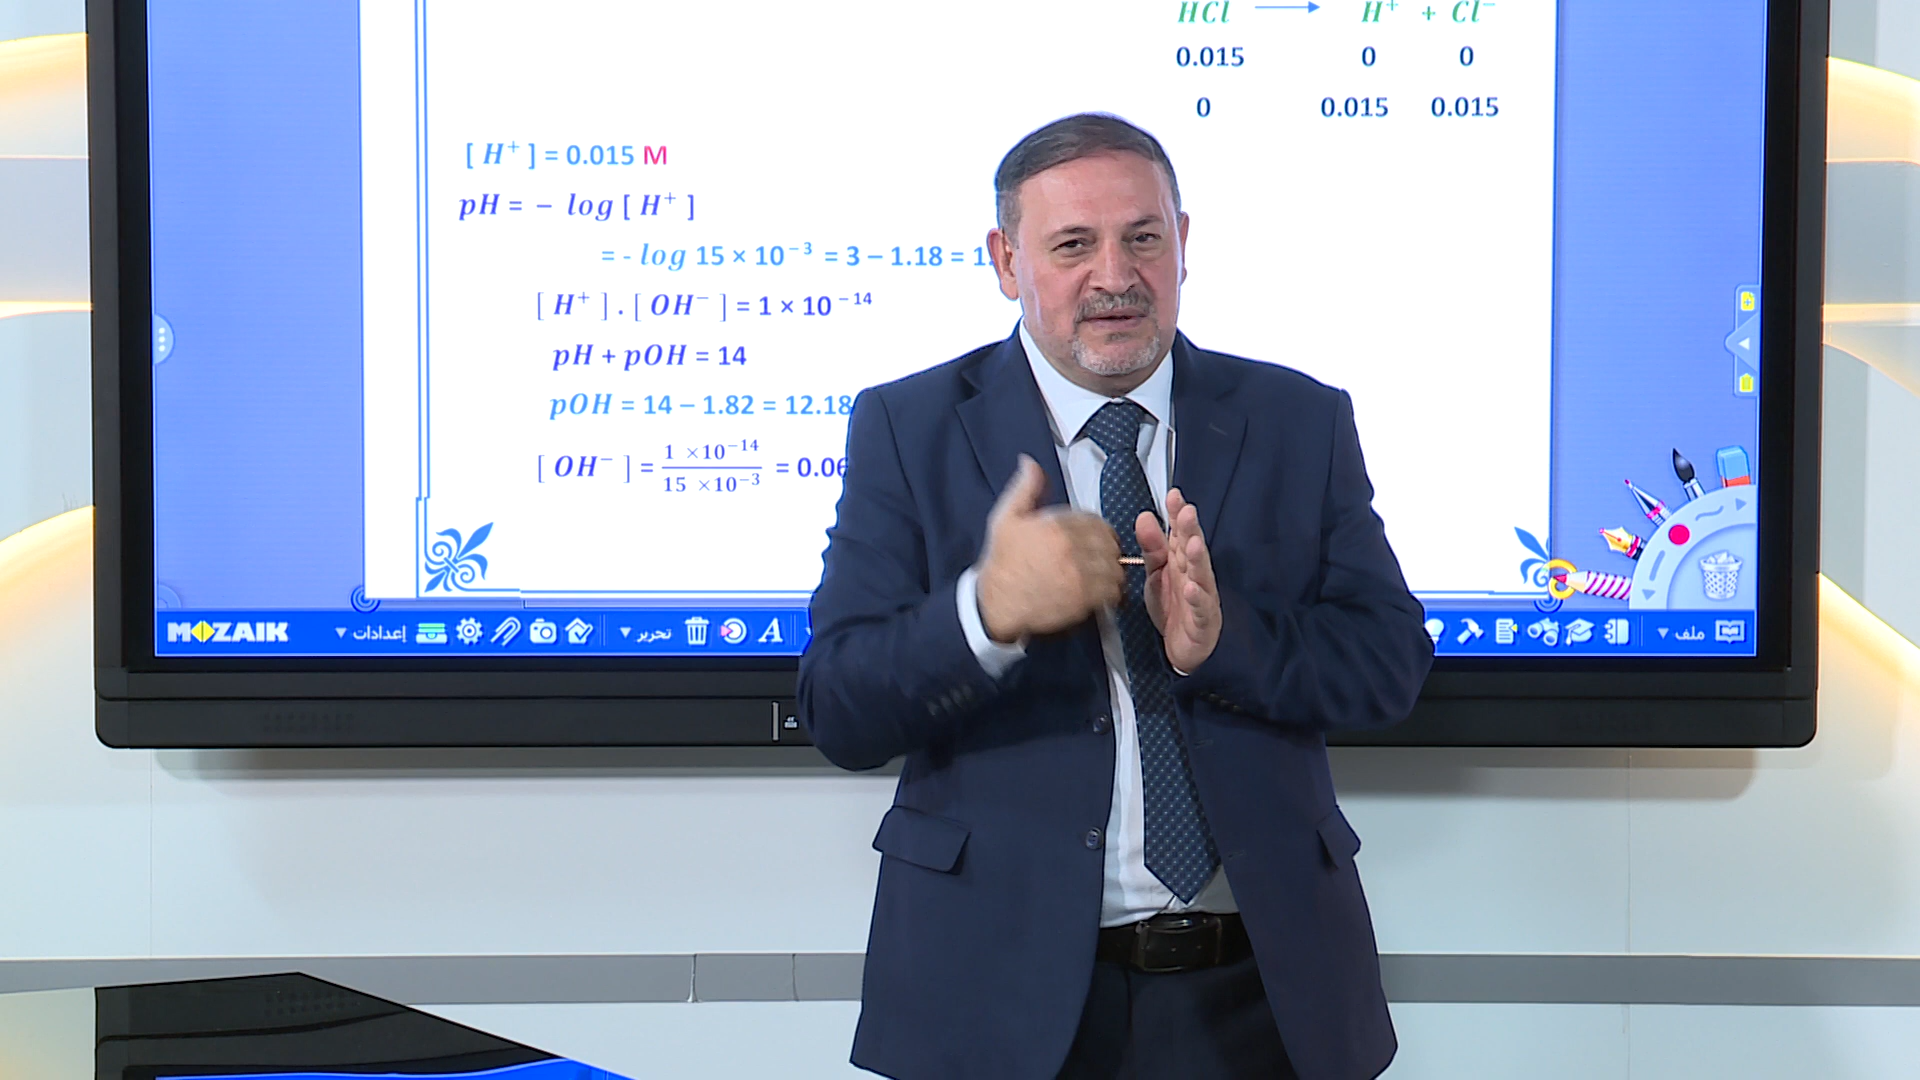 HCl ⟶ H⁺ + Cl⁻
0.015 0 0
0 0.015 0.015
[ H⁺ ] = 0.015 M
pH = − log [ H⁺ ]
= - log 15 × 10⁻³ = 3 – 1.18 = 1.
[ H⁺ ] . [ OH⁻ ] = 1 × 10⁻¹⁴
pH + pOH = 14
pOH = 14 – 1.82 = 12.18
[ OH⁻ ] = 1 ×10⁻¹⁴ / 15 ×10⁻³ = 0.06
MOZAIK إعدادات تحرير A ملف